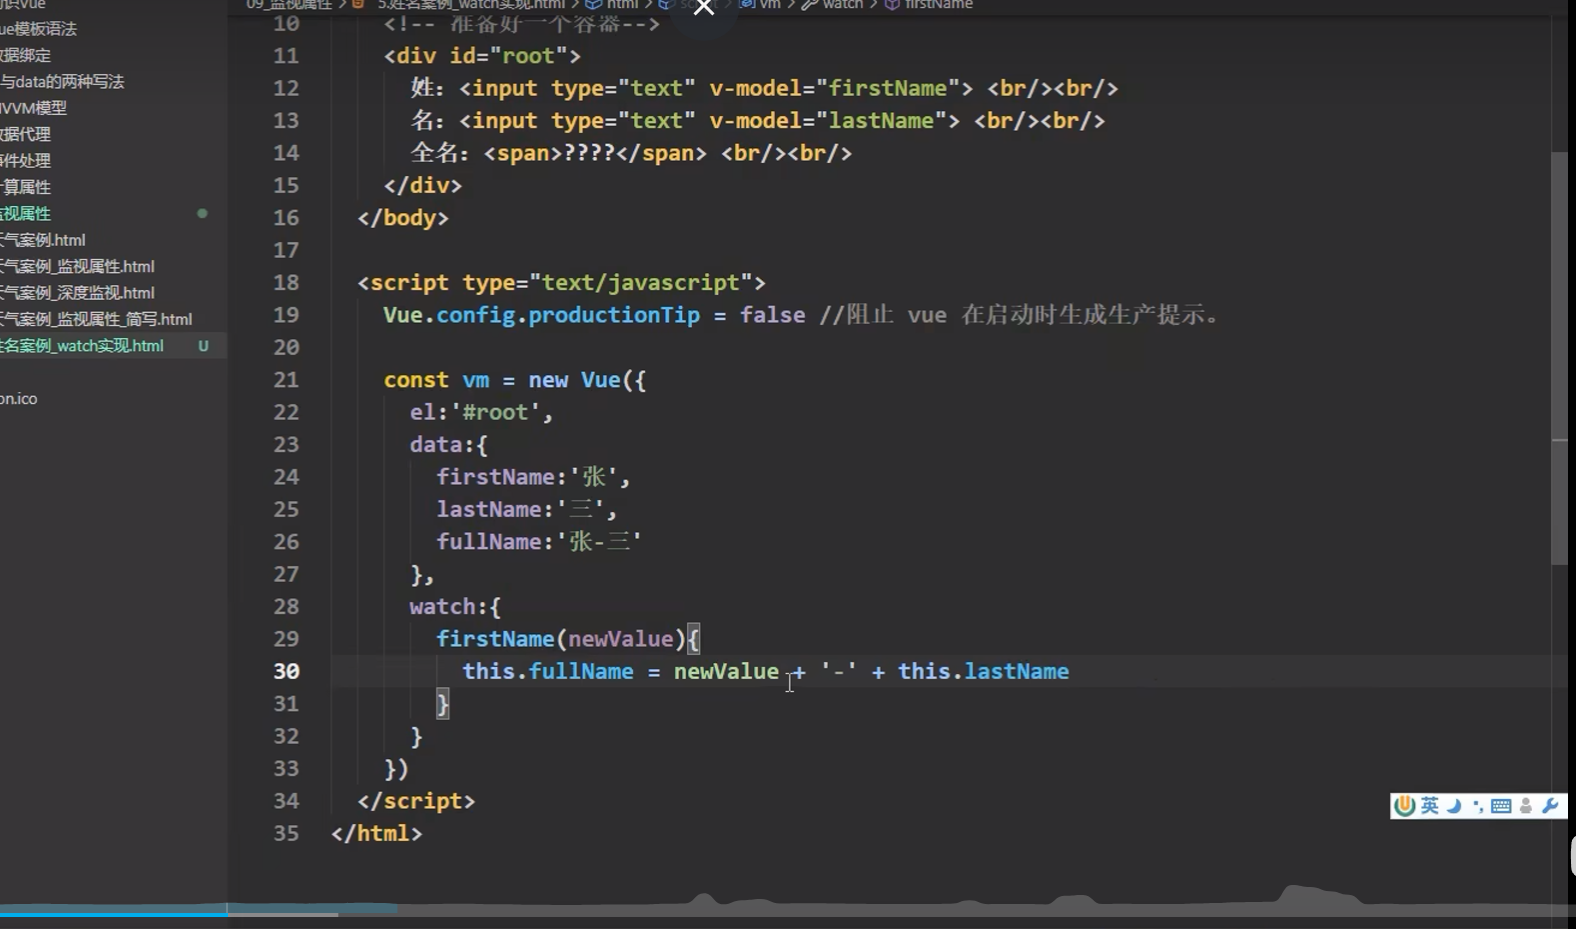 09_监视属性 > 5.姓名案例_watch实现.html > html > script > vm > watch > firstName
识vue
ue模板语法
数据绑定
与data的两种写法
MVVM模型
数据代理
事件处理
计算属性
监视属性
天气案例.html
天气案例_监视属性.html
天气案例_深度监视.html
天气案例_监视属性_简写.html
姓名案例_watch实现.html U
on.ico
10 <!-- 准备好一个容器-->
11 <div id="root">
12 姓：<input type="text" v-model="firstName"> <br/><br/>
13 名：<input type="text" v-model="lastName"> <br/><br/>
14 全名：<span>????</span> <br/><br/>
15 </div>
16 </body>
17
18 <script type="text/javascript">
19 Vue.config.productionTip = false //阻止 vue 在启动时生成生产提示。
20
21 const vm = new Vue({
22 el:'#root',
23 data:{
24 firstName:'张',
25 lastName:'三',
26 fullName:'张-三'
27 },
28 watch:{
29 firstName(newValue){
30 this.fullName = newValue + '-' + this.lastName
31 }
32 }
33 })
34 </script>
35 </html>
英